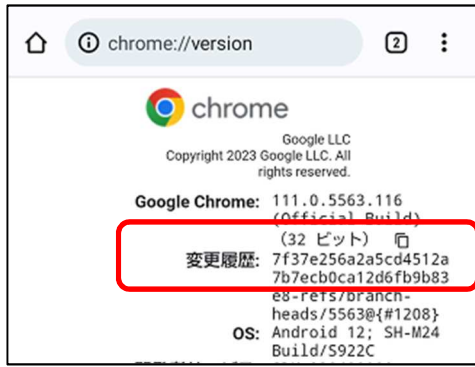 chrome://version
2
chrome
Google LLC
Copyright 2023 Google LLC. All
rights reserved.
Google Chrome: 111.0.5563.116
(Official Build)
(32 ビット)
変更履歴: 7f37e256a2a5cd4512a
7b7ecb0ca12d6fb9b83
e8-refs/branch-
heads/5563@{#1208}
OS: Android 12; SH-M24
Build/S922C